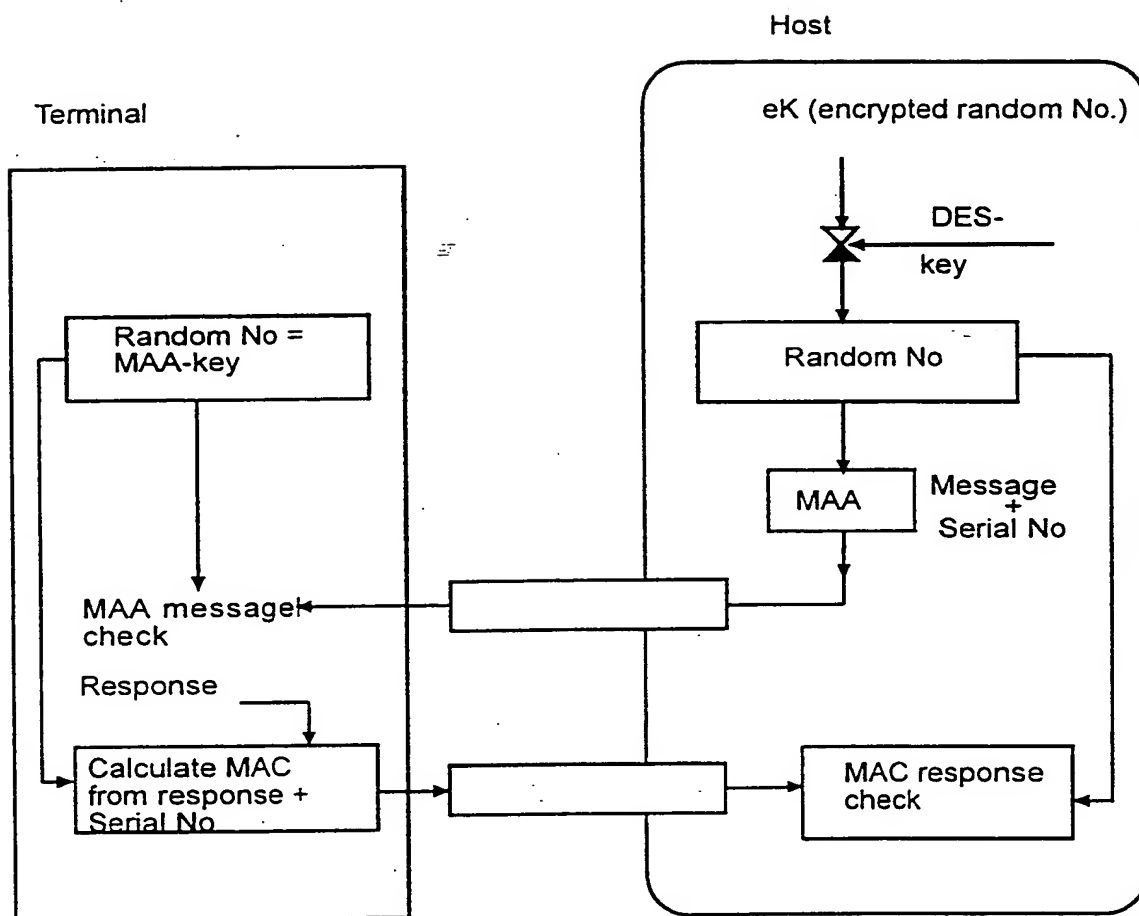 Host
Terminal
eK (encrypted random No.)
DES-
key
Random No =
MAA-key
Random No
MAA
Message
+
Serial No
MAA message
check
Response
Calculate MAC
from response +
Serial No
MAC response
check